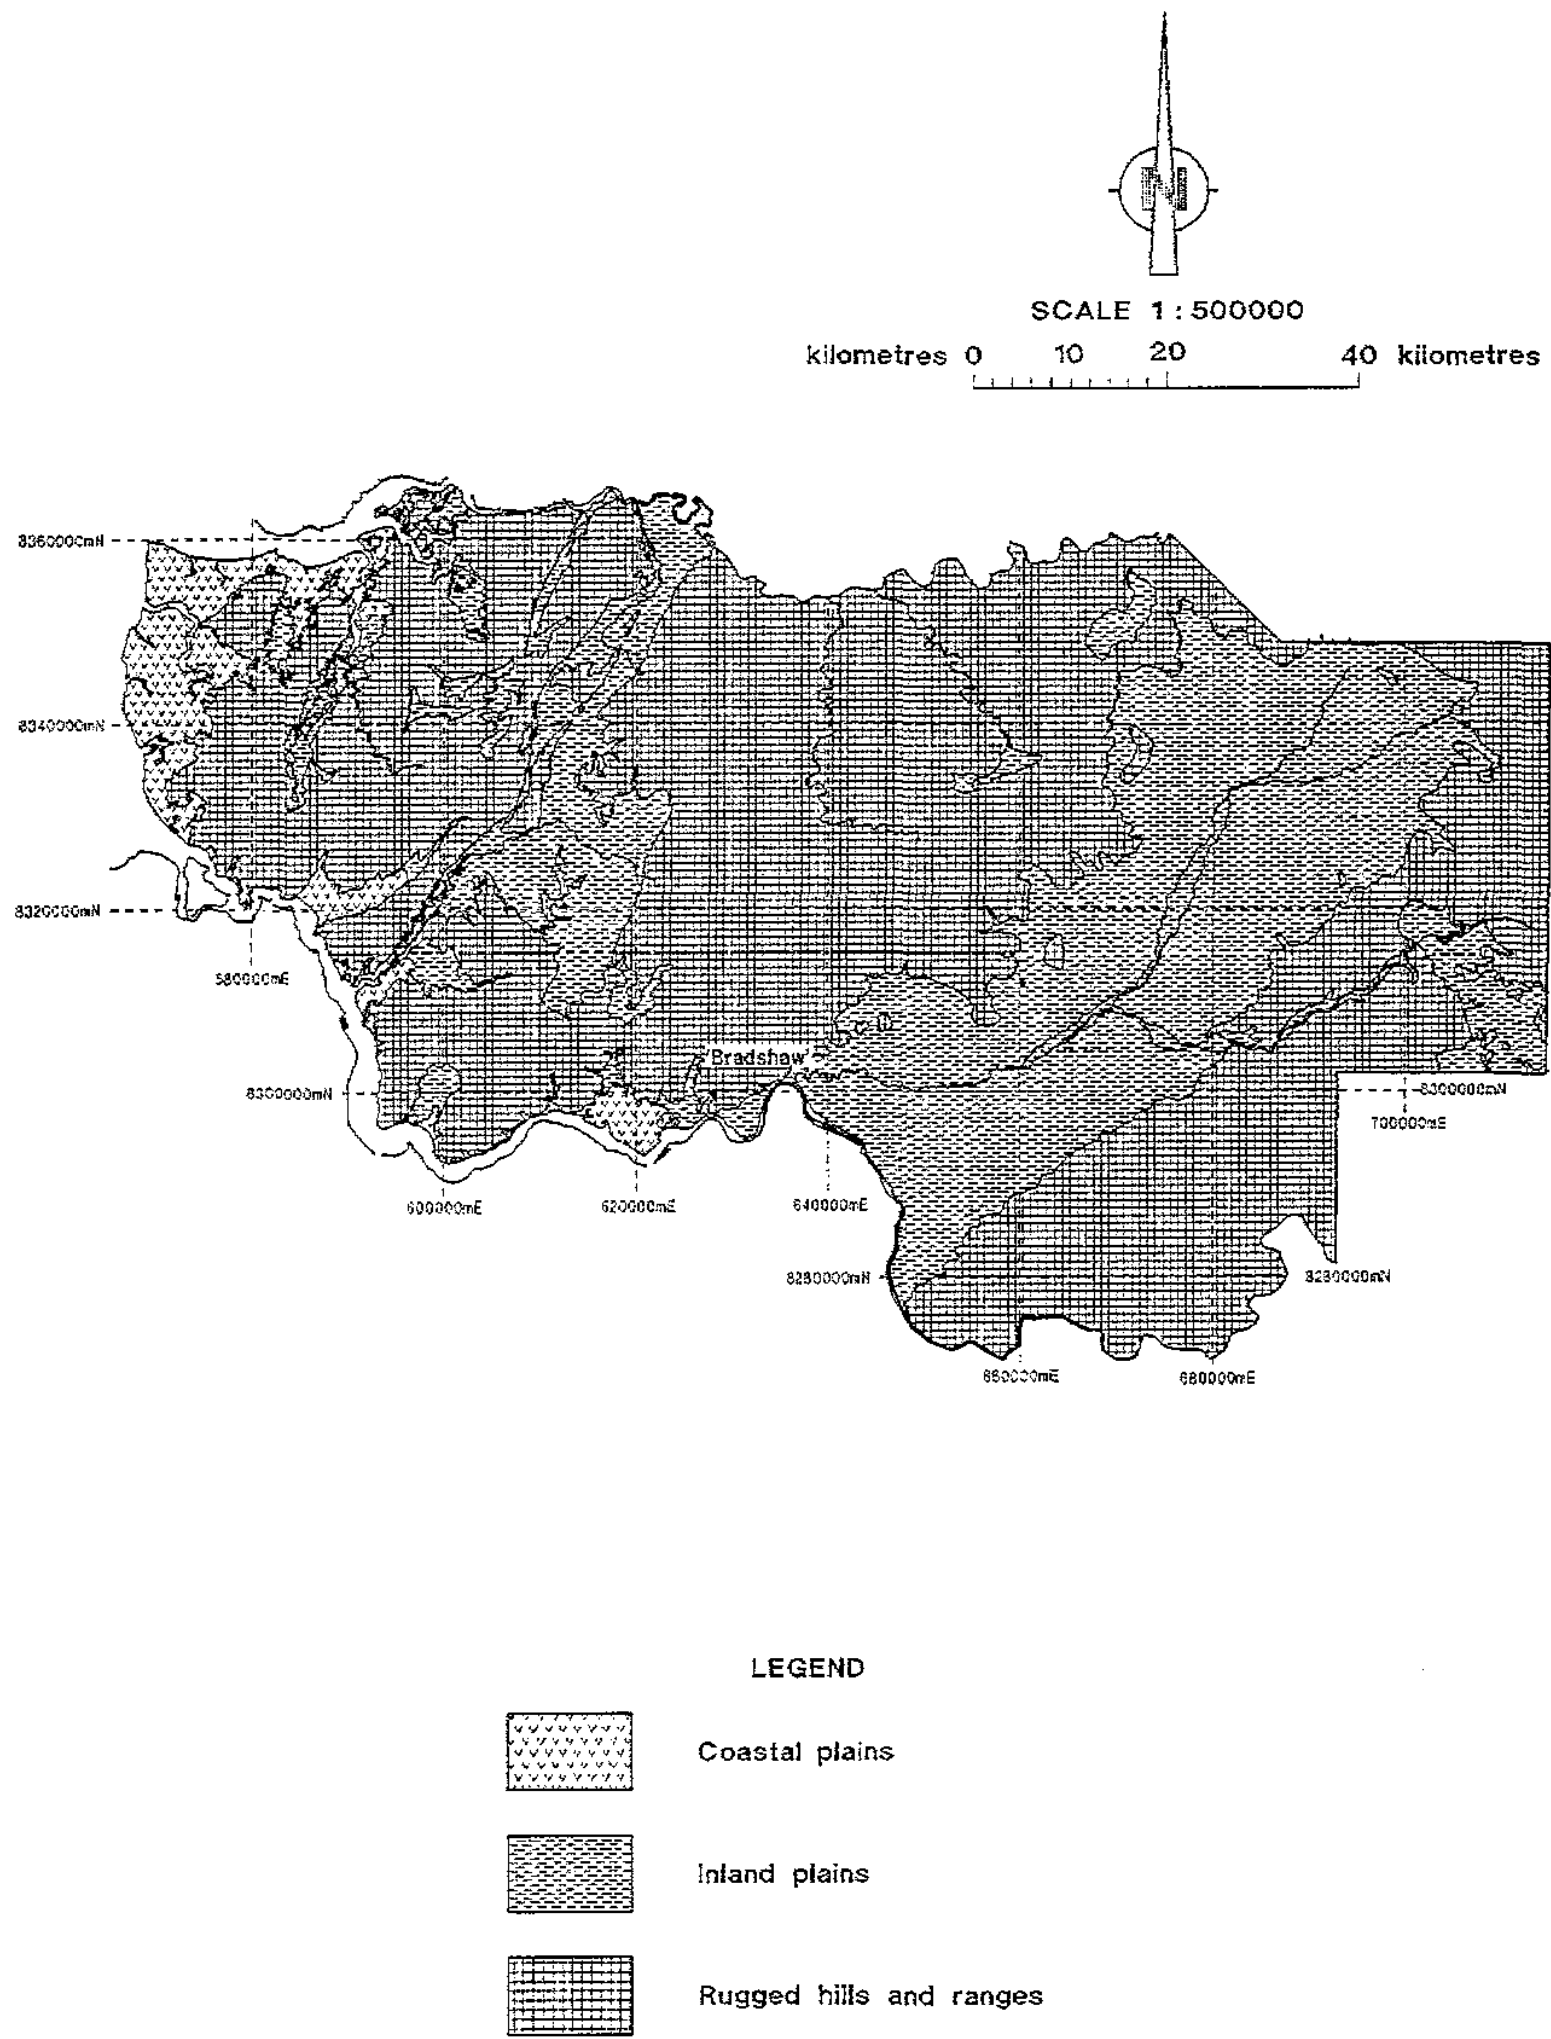 N
SCALE 1 : 500000
kilometres 0 10 20 40 kilometres
8360000mN
8340000mN
8320000mN
580000mE
'Bradshaw'
8300000mN
8300000mN
700000mE
600000mE
620000mE
640000mE
8280000mN
8280000mN
660000mE
680000mE
LEGEND
Coastal plains
Inland plains
Rugged hills and ranges